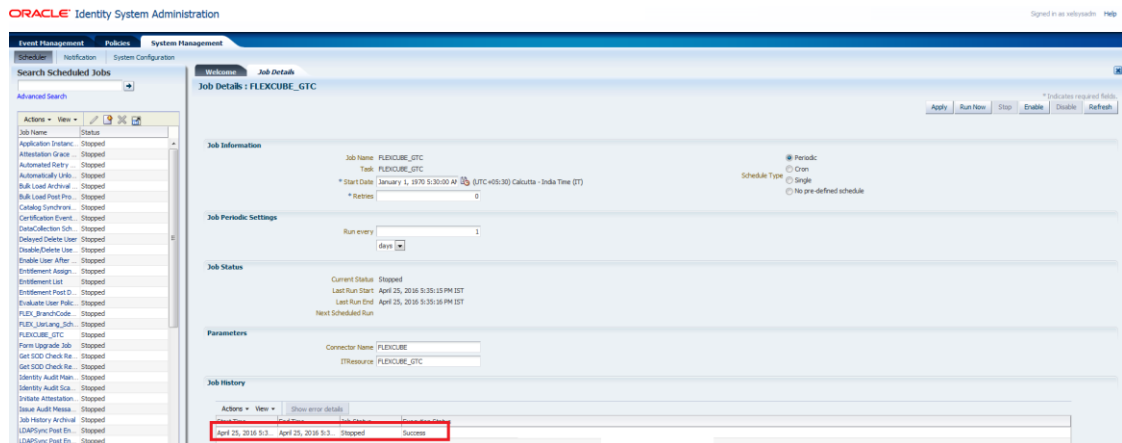 ORACLE® Identity System Administration
Signed in as xelsysadm Help
Event Management Policies System Management
Scheduler Notification System Configuration
Search Scheduled Jobs
Advanced Search
Actions View
Job Name Status
Application Instanc... Stopped
Attestation Grace ... Stopped
Automated Retry ... Stopped
Automatically Unlo... Stopped
Bulk Load Archival ... Stopped
Bulk Load Post Pro... Stopped
Catalog Synchroni... Stopped
Certification Event... Stopped
DataCollection Sch... Stopped
Delayed Delete User Stopped
Disable/Delete Use... Stopped
Enable User After ... Stopped
Entitlement Assign... Stopped
Entitlement List Stopped
Entitlement Post D... Stopped
Evaluate User Polic... Stopped
FLEX_BranchCode... Stopped
FLEX_UsrLang_Sch... Stopped
FLEXCUBE_GTC Stopped
Form Upgrade Job Stopped
Get SOD Check Re... Stopped
Get SOD Check Re... Stopped
Identity Audit Main... Stopped
Identity Audit Sca... Stopped
Initiate Attestation... Stopped
Issue Audit Messa... Stopped
Job History Archival Stopped
LDAPSync Post En... Stopped
LDAPSync Post En... Stopped
Welcome Job Details
Job Details : FLEXCUBE_GTC
* Indicates required fields.
Apply Run Now Stop Enable Disable Refresh
Job Information
Job Name FLEXCUBE_GTC
Task FLEXCUBE_GTC
* Start Date January 1, 1970 5:30:00 AM (UTC+05:30) Calcutta - India Time (IT)
* Retries 0
Schedule Type
Periodic
Cron
Single
No pre-defined schedule
Job Periodic Settings
Run every 1
days
Job Status
Current Status Stopped
Last Run Start April 25, 2016 5:35:15 PM IST
Last Run End April 25, 2016 5:35:16 PM IST
Next Scheduled Run
Parameters
Connector Name FLEXCUBE
ITResource FLEXCUBE_GTC
Job History
Actions View Show error details
Start Time End Time Job Status Execution Status
April 25, 2016 5:3... April 25, 2016 5:3... Stopped Success